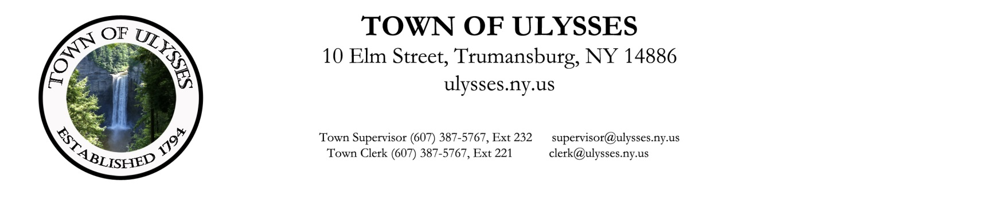 TOWN OF ULYSSES
ESTABLISHED 1794
TOWN OF ULYSSES
10 Elm Street, Trumansburg, NY 14886
ulysses.ny.us
Town Supervisor (607) 387-5767, Ext 232 supervisor@ulysses.ny.us
Town Clerk (607) 387-5767, Ext 221 clerk@ulysses.ny.us